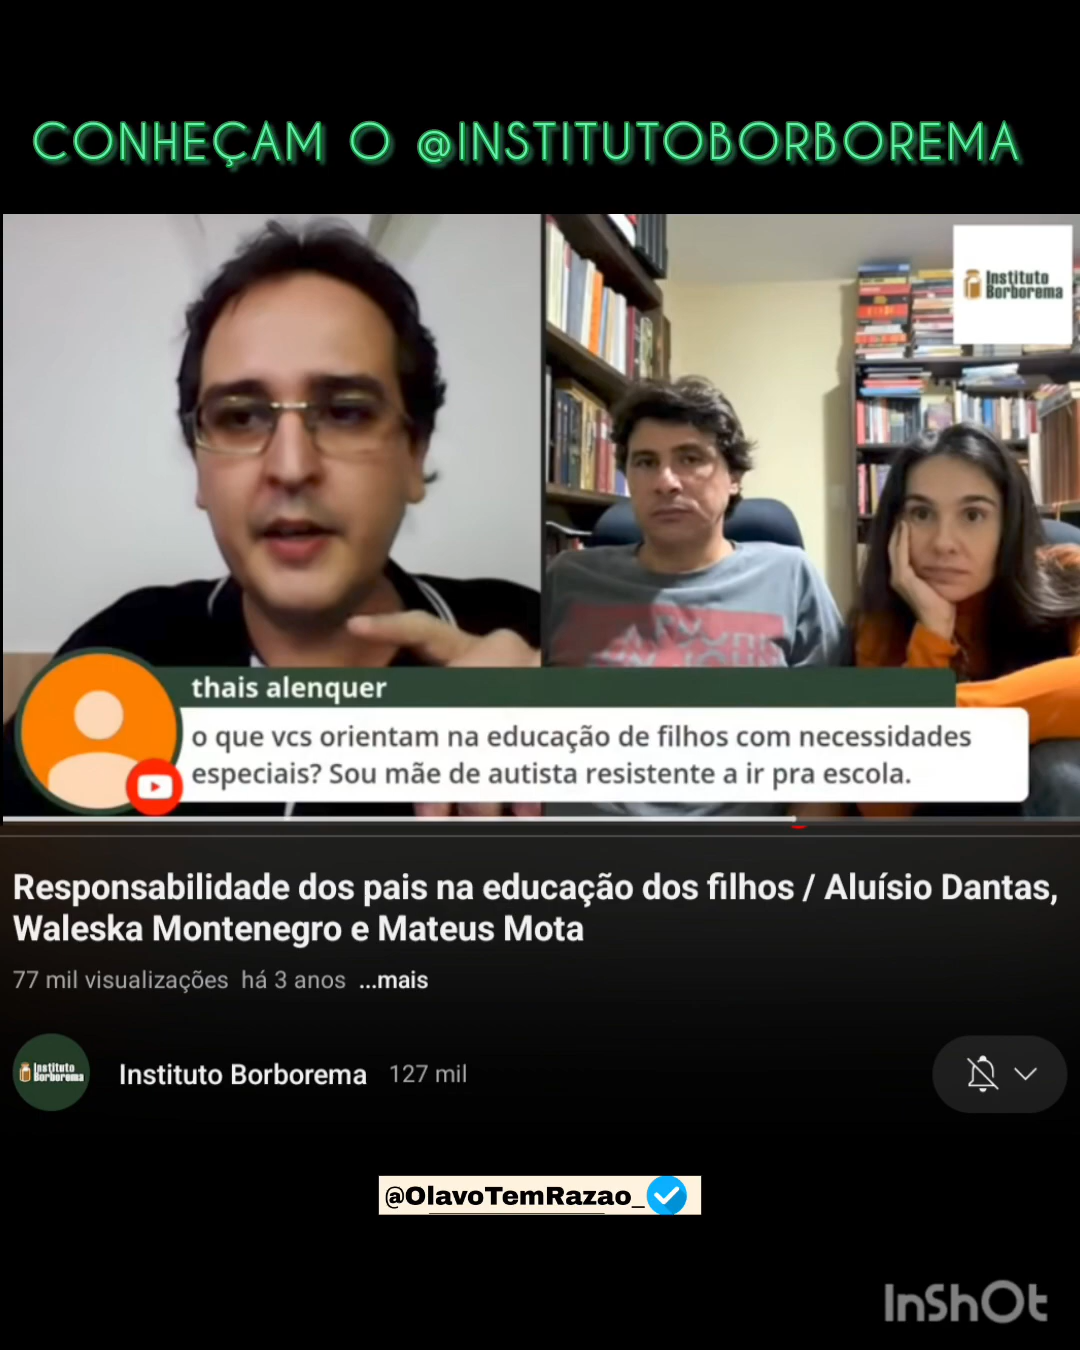 CONHEÇAM O @INSTITUTOBORBOREMA
Instituto
Borborema
thais alenquer
o que vcs orientam na educação de filhos com necessidades
especiais? Sou mãe de autista resistente a ir pra escola.
Responsabilidade dos pais na educação dos filhos / Aluísio Dantas,
Waleska Montenegro e Mateus Mota
77 mil visualizações há 3 anos ...mais
Instituto
Borborema
Instituto Borborema 127 mil
@OlavoTemRazao_
InShOt